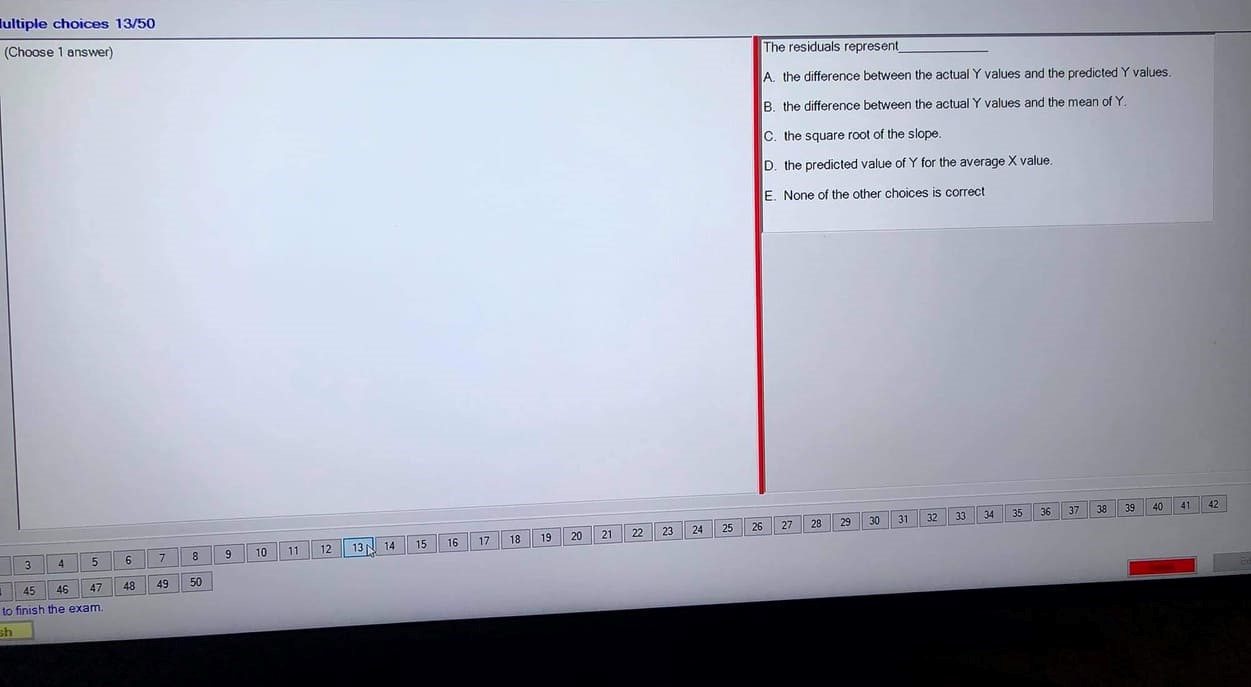 ultiple choices 13/50
(Choose 1 answer)
The residuals represent____________
A. the difference between the actual Y values and the predicted Y values.
B. the difference between the actual Y values and the mean of Y.
C. the square root of the slope.
D. the predicted value of Y for the average X value.
E. None of the other choices is correct
3 4 5 6 7 8 9 10 11 12 13 14 15 16 17 18 19 20 21 22 23 24 25 26 27 28 29 30 31 32 33 34 35 36 37 38 39 40 41 42
45 46 47 48 49 50
to finish the exam.
sh